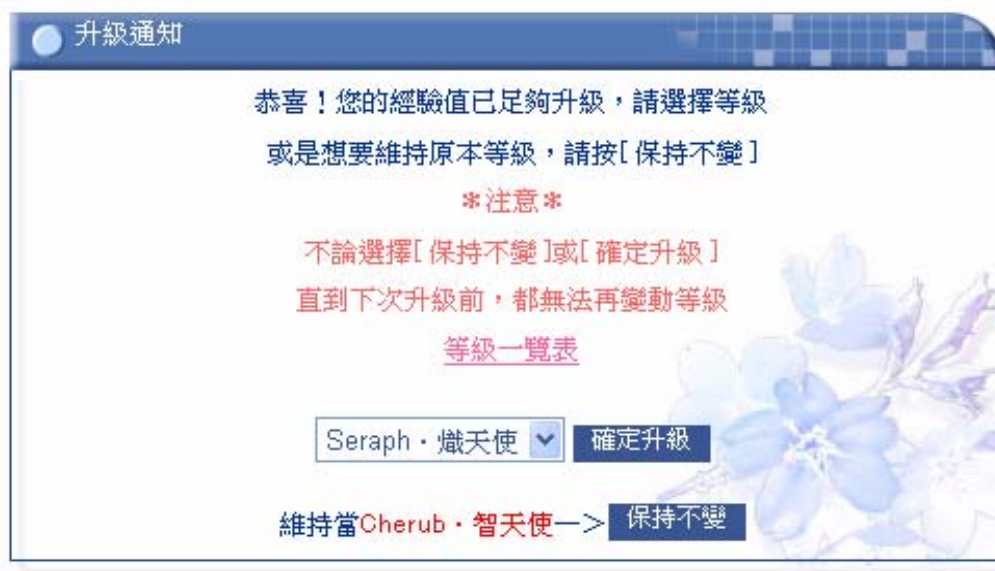 升級通知
恭喜！您的經驗值已足夠升級，請選擇等級
或是想要維持原本等級，請按[ 保持不變 ]
＊注意＊
不論選擇[ 保持不變 ]或[ 確定升級 ]
直到下次升級前，都無法再變動等級
等級一覽表
Seraph・熾天使 確定升級
維持當Cherub・智天使—> 保持不變